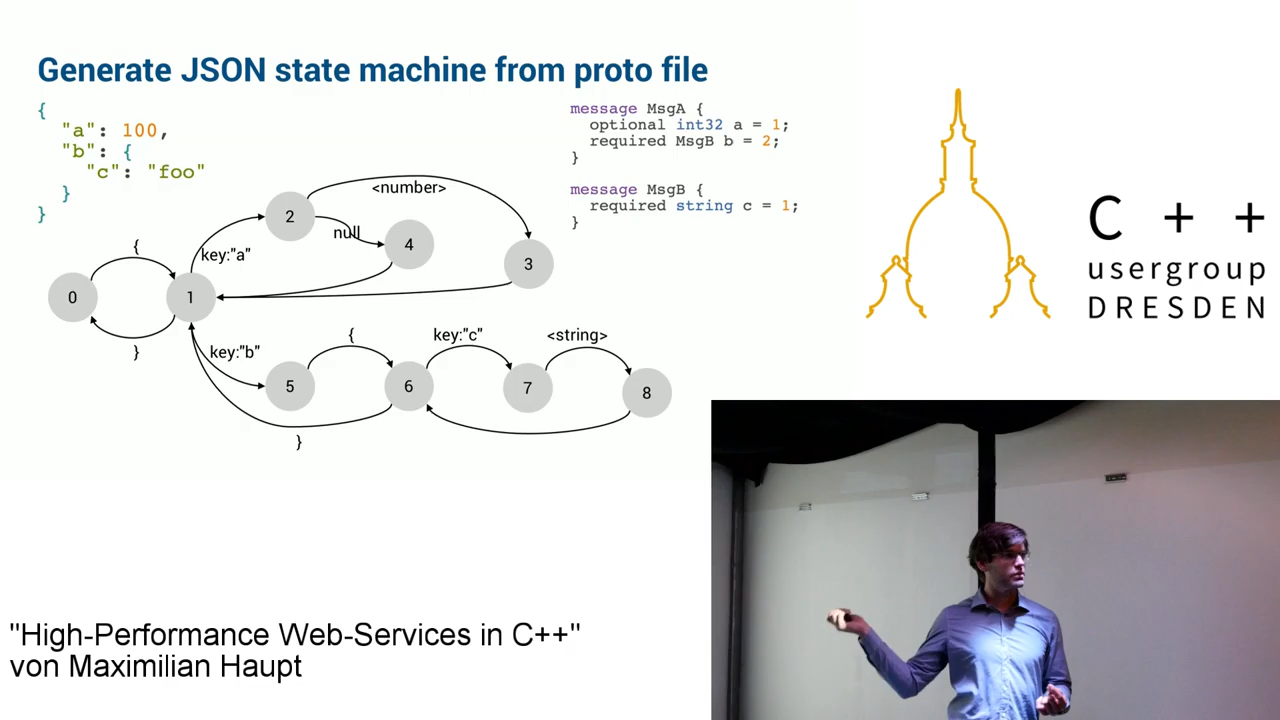 Generate JSON state machine from proto file
{
"a": 100,
"b": {
"c": "foo"
}
}
message MsgA {
optional int32 a = 1;
required MsgB b = 2;
}
message MsgB {
required string c = 1;
}
<number>
2
null
4
3
key:"a"
{
0
1
}
key:"b"
{
key:"c"
<string>
5
6
7
8
}
C + +
usergroup
DRESDEN
"High-Performance Web-Services in C++"
von Maximilian Haupt